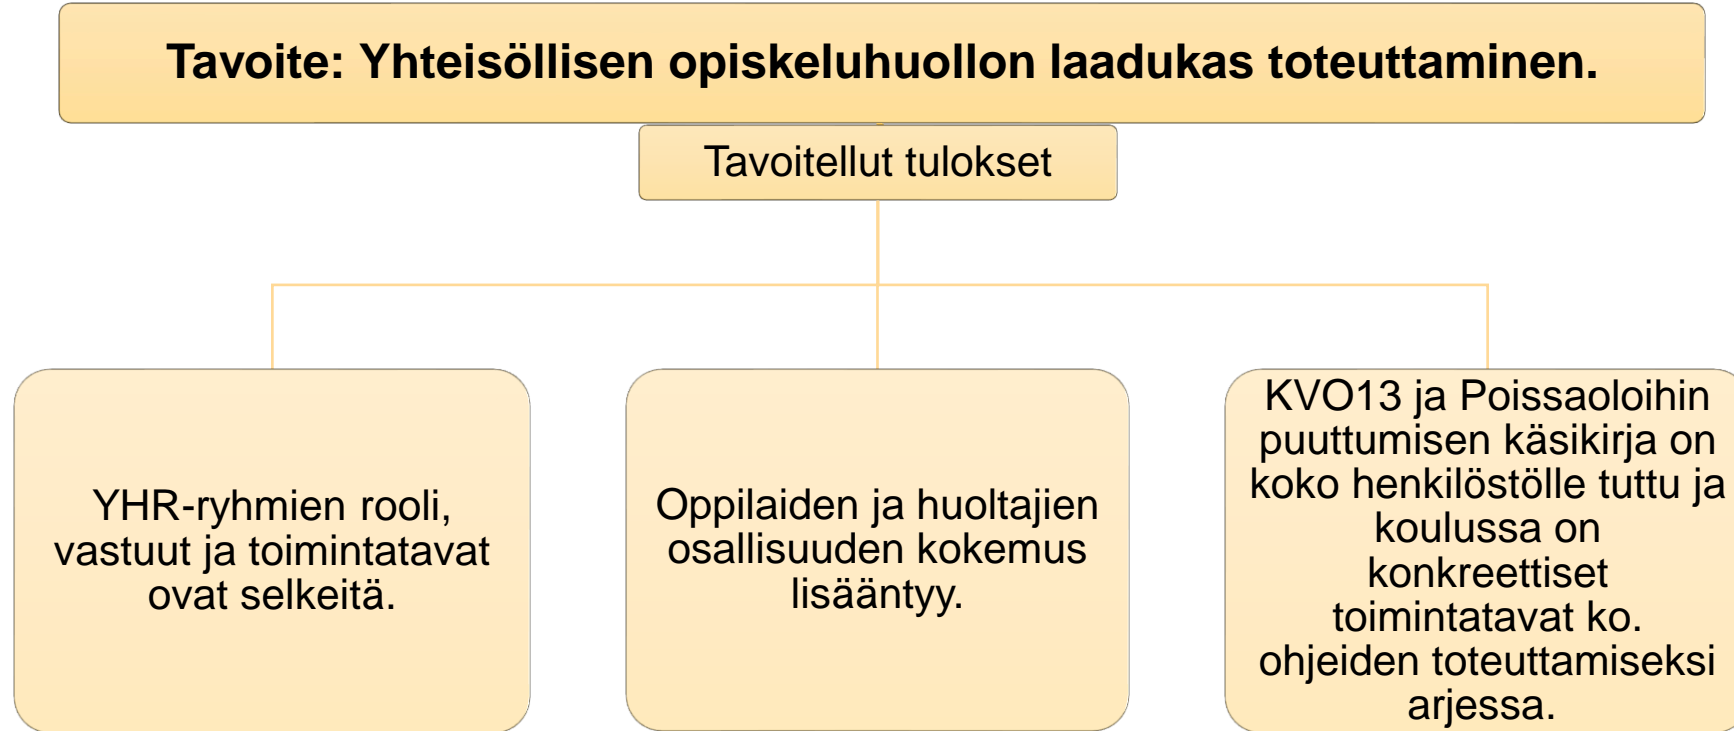 Tavoite: Yhteisöllisen opiskeluhuollon laadukas toteuttaminen.
Tavoitellut tulokset
YHR-ryhmien rooli,
vastuut ja toimintatavat
ovat selkeitä.
Oppilaiden ja huoltajien
osallisuuden kokemus
lisääntyy.
KVO13 ja Poissaoloihin
puuttumisen käsikirja on
koko henkilöstölle tuttu ja
koulussa on
konkreettiset
toimintatavat ko.
ohjeiden toteuttamiseksi
arjessa.